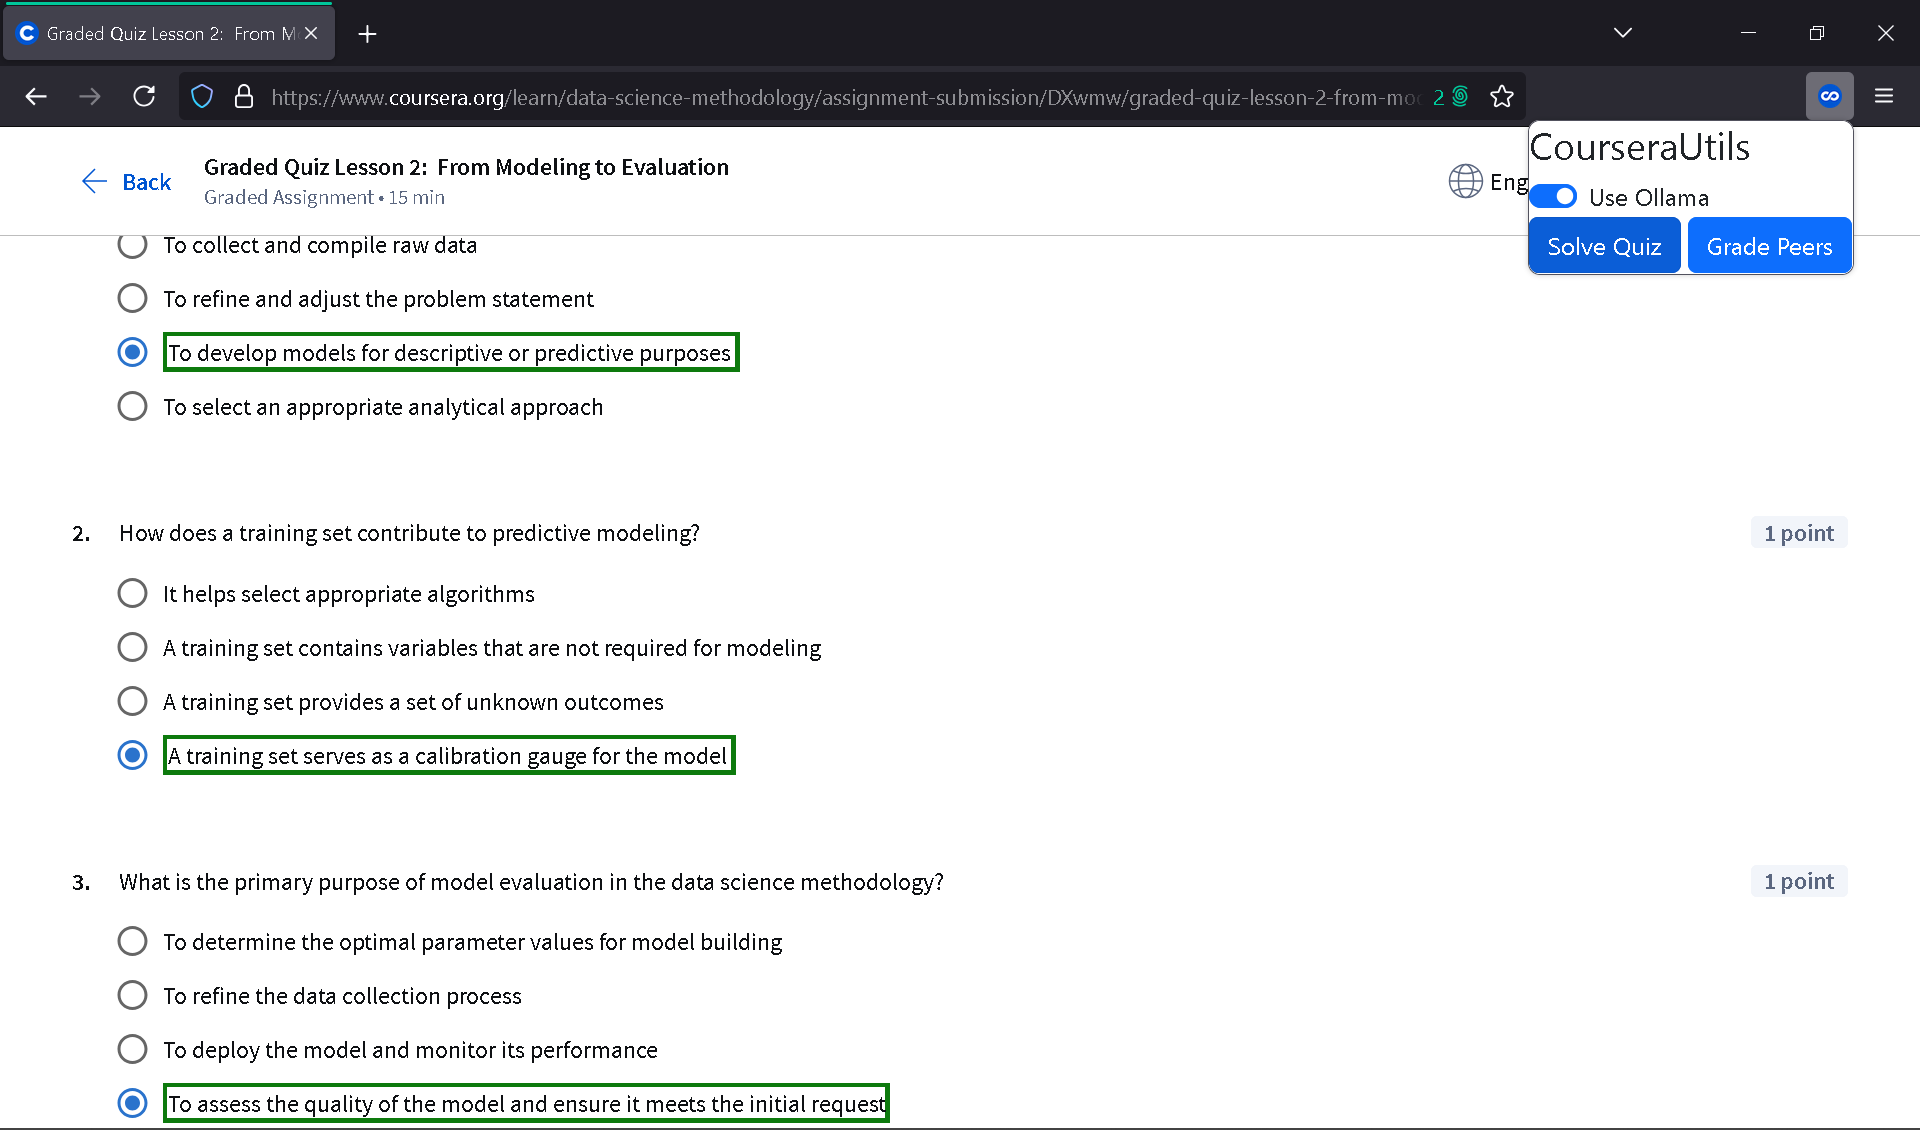 Graded Quiz Lesson 2: From M
https://www.coursera.org/learn/data-science-methodology/assignment-submission/DXwmw/graded-quiz-lesson-2-from-mo
2
Back
Graded Quiz Lesson 2: From Modeling to Evaluation
Graded Assignment • 15 min
Eng
CourseraUtils
Use Ollama
Solve Quiz
Grade Peers
To collect and compile raw data
To refine and adjust the problem statement
To develop models for descriptive or predictive purposes
To select an appropriate analytical approach
2. How does a training set contribute to predictive modeling?
1 point
It helps select appropriate algorithms
A training set contains variables that are not required for modeling
A training set provides a set of unknown outcomes
A training set serves as a calibration gauge for the model
3. What is the primary purpose of model evaluation in the data science methodology?
1 point
To determine the optimal parameter values for model building
To refine the data collection process
To deploy the model and monitor its performance
To assess the quality of the model and ensure it meets the initial request